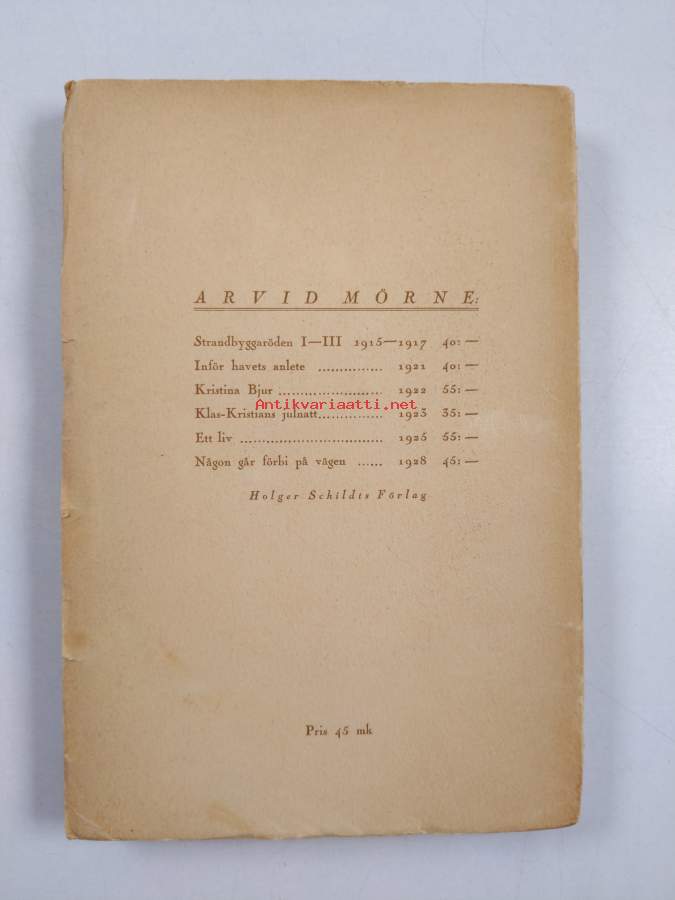 ARVID MÖRNE:
Strandbyggaröden I—III 1915—1917 40:—
Inför havets anlete ............... 1921 40:—
Kristina Bjur ........................ 1922 55:—
Antikvariaatti.net
Klas-Kristians julnatt............... 1923 35:—
Ett liv ................................. 1925 55:—
Någon går förbi på vägen ...... 1928 45:—
Holger Schildts Förlag
Pris 45 mk